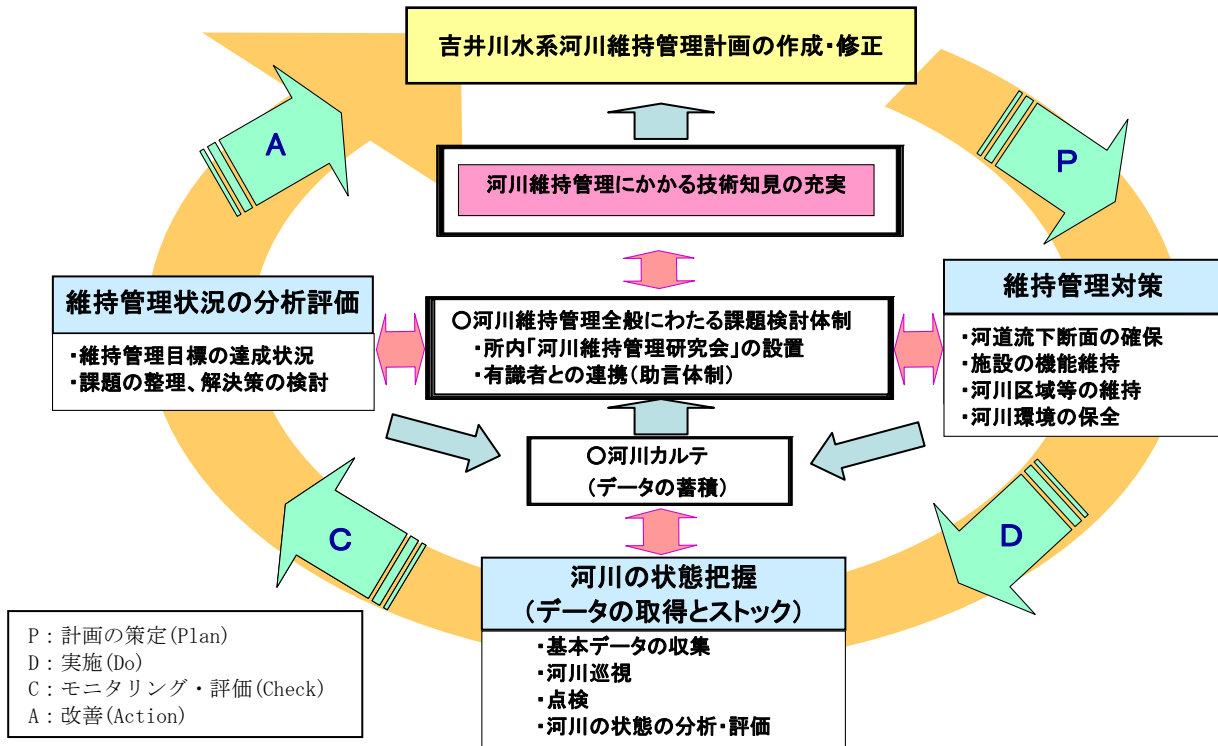 吉井川水系河川維持管理計画の作成・修正
A
P
河川維持管理にかかる技術知見の充実
維持管理状況の分析評価
・維持管理目標の達成状況
・課題の整理、解決策の検討
〇河川維持管理全般にわたる課題検討体制
・所内「河川維持管理研究会」の設置
・有識者との連携(助言体制)
維持管理対策
・河道流下断面の確保
・施設の機能維持
・河川区域等の維持
・河川環境の保全
〇河川カルテ
(データの蓄積)
C
D
河川の状態把握
(データの取得とストック)
・基本データの収集
・河川巡視
・点検
・河川の状態の分析・評価
P：計画の策定(Plan)
D：実施(Do)
C：モニタリング・評価(Check)
A：改善(Action)